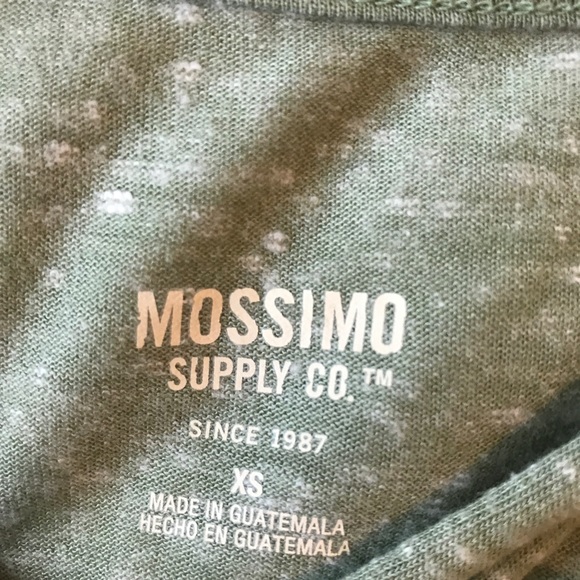 MOSSIMO
SUPPLY CO.™
SINCE 1987
XS
MADE IN GUATEMALA
HECHO EN GUATEMALA